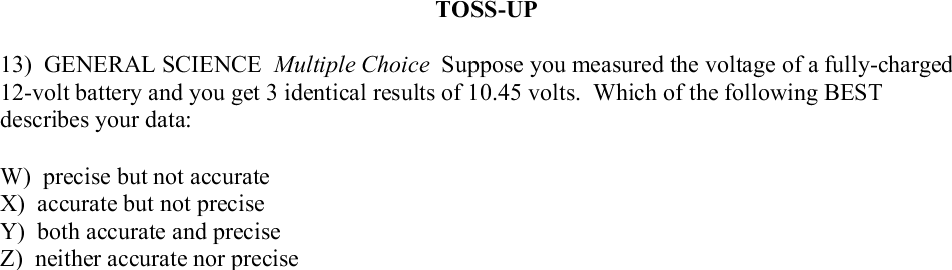 TOSS-UP
13) GENERAL SCIENCE Multiple Choice Suppose you measured the voltage of a fully-charged
12-volt battery and you get 3 identical results of 10.45 volts. Which of the following BEST
describes your data:
W) precise but not accurate
X) accurate but not precise
Y) both accurate and precise
Z) neither accurate nor precise